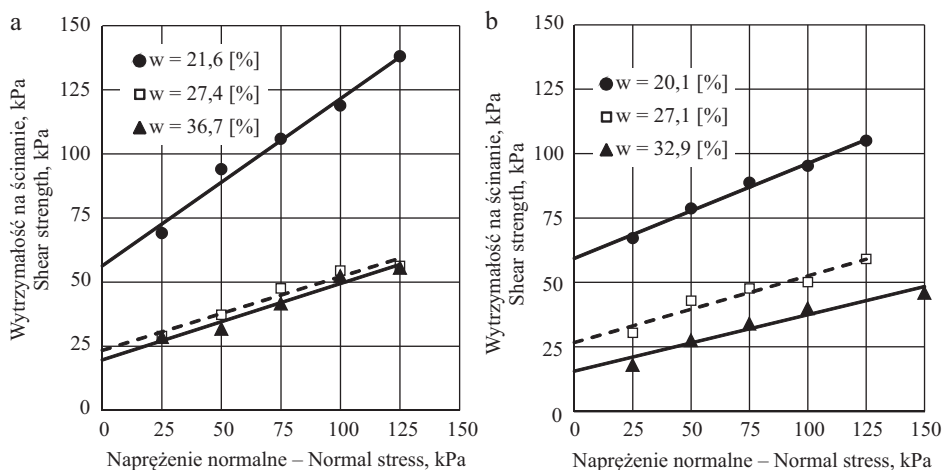 a
Wytrzymałość na ścinanie, kPa
Shear strength, kPa
150
125
100
75
50
25
0
w = 21,6 [%]
w = 27,4 [%]
w = 36,7 [%]
0 25 50 75 100 125 150
Naprężenie normalne – Normal stress, kPa
b
Wytrzymałość na ścinanie, kPa
Shear strength, kPa
150
125
100
75
50
25
0
w = 20,1 [%]
w = 27,1 [%]
w = 32,9 [%]
0 25 50 75 100 125 150
Naprężenie normalne – Normal stress, kPa